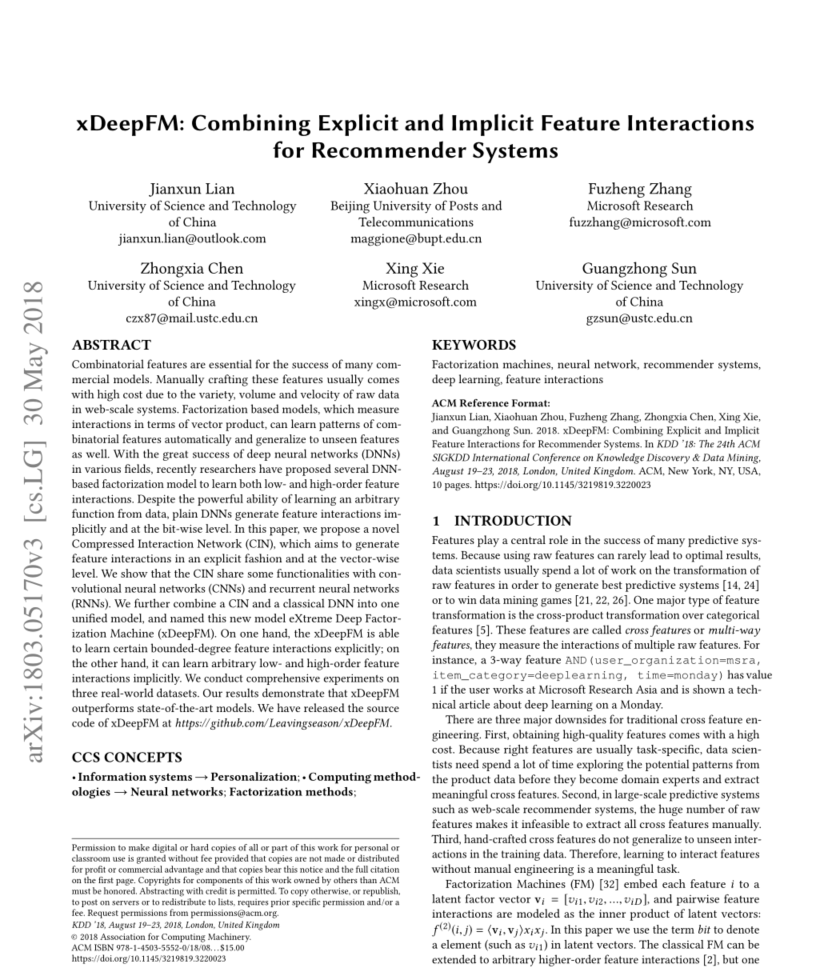 xDeepFM: Combining Explicit and Implicit Feature Interactions
for Recommender Systems
Jianxun Lian
University of Science and Technology
of China
jianxun.lian@outlook.com
Xiaohuan Zhou
Beijing University of Posts and
Telecommunications
maggione@bupt.edu.cn
Fuzheng Zhang
Microsoft Research
fuzzhang@microsoft.com
Zhongxia Chen
University of Science and Technology
of China
czx87@mail.ustc.edu.cn
Xing Xie
Microsoft Research
xingx@microsoft.com
Guangzhong Sun
University of Science and Technology
of China
gzsun@ustc.edu.cn
arXiv:1803.05170v3 [cs.LG] 30 May 2018
ABSTRACT
Combinatorial features are essential for the success of many com-
mercial models. Manually crafting these features usually comes
with high cost due to the variety, volume and velocity of raw data
in web-scale systems. Factorization based models, which measure
interactions in terms of vector product, can learn patterns of com-
binatorial features automatically and generalize to unseen features
as well. With the great success of deep neural networks (DNNs)
in various fields, recently researchers have proposed several DNN-
based factorization model to learn both low- and high-order feature
interactions. Despite the powerful ability of learning an arbitrary
function from data, plain DNNs generate feature interactions im-
plicitly and at the bit-wise level. In this paper, we propose a novel
Compressed Interaction Network (CIN), which aims to generate
feature interactions in an explicit fashion and at the vector-wise
level. We show that the CIN share some functionalities with con-
volutional neural networks (CNNs) and recurrent neural networks
(RNNs). We further combine a CIN and a classical DNN into one
unified model, and named this new model eXtreme Deep Factor-
ization Machine (xDeepFM). On one hand, the xDeepFM is able
to learn certain bounded-degree feature interactions explicitly; on
the other hand, it can learn arbitrary low- and high-order feature
interactions implicitly. We conduct comprehensive experiments on
three real-world datasets. Our results demonstrate that xDeepFM
outperforms state-of-the-art models. We have released the source
code of xDeepFM at https://github.com/Leavingseason/xDeepFM.
CCS CONCEPTS
• Information systems → Personalization; • Computing method-
ologies → Neural networks; Factorization methods;
Permission to make digital or hard copies of all or part of this work for personal or
classroom use is granted without fee provided that copies are not made or distributed
for profit or commercial advantage and that copies bear this notice and the full citation
on the first page. Copyrights for components of this work owned by others than ACM
must be honored. Abstracting with credit is permitted. To copy otherwise, or republish,
to post on servers or to redistribute to lists, requires prior specific permission and/or a
fee. Request permissions from permissions@acm.org.
KDD '18, August 19–23, 2018, London, United Kingdom
© 2018 Association for Computing Machinery.
ACM ISBN 978-1-4503-5552-0/18/08...$15.00
https://doi.org/10.1145/3219819.3220023
KEYWORDS
Factorization machines, neural network, recommender systems,
deep learning, feature interactions
ACM Reference Format:
Jianxun Lian, Xiaohuan Zhou, Fuzheng Zhang, Zhongxia Chen, Xing Xie,
and Guangzhong Sun. 2018. xDeepFM: Combining Explicit and Implicit
Feature Interactions for Recommender Systems. In KDD '18: The 24th ACM
SIGKDD International Conference on Knowledge Discovery & Data Mining,
August 19–23, 2018, London, United Kingdom. ACM, New York, NY, USA,
10 pages. https://doi.org/10.1145/3219819.3220023
1 INTRODUCTION
Features play a central role in the success of many predictive sys-
tems. Because using raw features can rarely lead to optimal results,
data scientists usually spend a lot of work on the transformation of
raw features in order to generate best predictive systems [14, 24]
or to win data mining games [21, 22, 26]. One major type of feature
transformation is the cross-product transformation over categorical
features [5]. These features are called cross features or multi-way
features, they measure the interactions of multiple raw features. For
instance, a 3-way feature AND(user_organization=msra,
item_category=deeplearning, time=monday) has value
1 if the user works at Microsoft Research Asia and is shown a tech-
nical article about deep learning on a Monday.
There are three major downsides for traditional cross feature en-
gineering. First, obtaining high-quality features comes with a high
cost. Because right features are usually task-specific, data scien-
tists need spend a lot of time exploring the potential patterns from
the product data before they become domain experts and extract
meaningful cross features. Second, in large-scale predictive systems
such as web-scale recommender systems, the huge number of raw
features makes it infeasible to extract all cross features manually.
Third, hand-crafted cross features do not generalize to unseen inter-
actions in the training data. Therefore, learning to interact features
without manual engineering is a meaningful task.
Factorization Machines (FM) [32] embed each feature i to a
latent factor vector v_i = [v_i1, v_i2, ..., v_iD], and pairwise feature
interactions are modeled as the inner product of latent vectors:
f^(2)(i, j) = ⟨v_i, v_j⟩x_i x_j. In this paper we use the term bit to denote
a element (such as v_i1) in latent vectors. The classical FM can be
extended to arbitrary higher-order feature interactions [2], but one